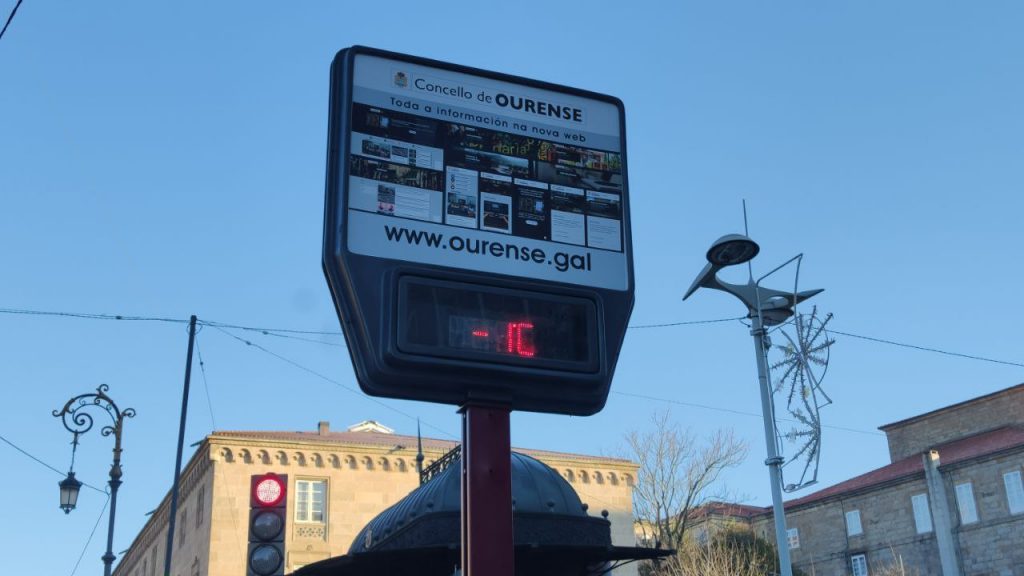 Concello de OURENSE
Toda a información na nova web
www.ourense.gal
-1C